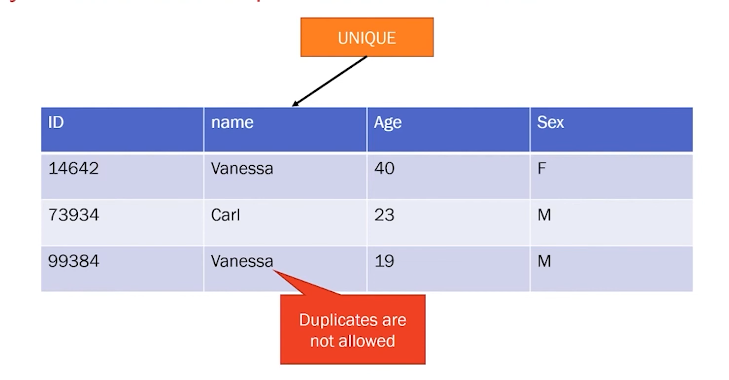 UNIQUE
ID name Age Sex
14642 Vanessa 40 F
73934 Carl 23 M
99384 Vanessa 19 M
Duplicates are
not allowed